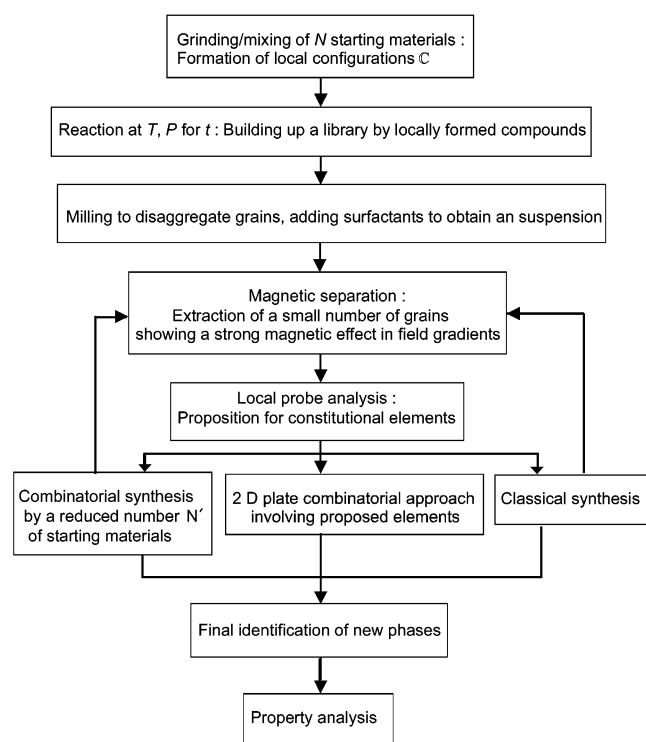 Grinding/mixing of N starting materials :
Formation of local configurations ℂ
Reaction at T, P for t : Building up a library by locally formed compounds
Milling to disaggregate grains, adding surfactants to obtain an suspension
Magnetic separation :
Extraction of a small number of grains
showing a strong magnetic effect in field gradients
Local probe analysis :
Proposition for constitutional elements
Combinatorial synthesis
by a reduced number N′
of starting materials
2 D plate combinatorial approach
involving proposed elements
Classical synthesis
Final identification of new phases
Property analysis